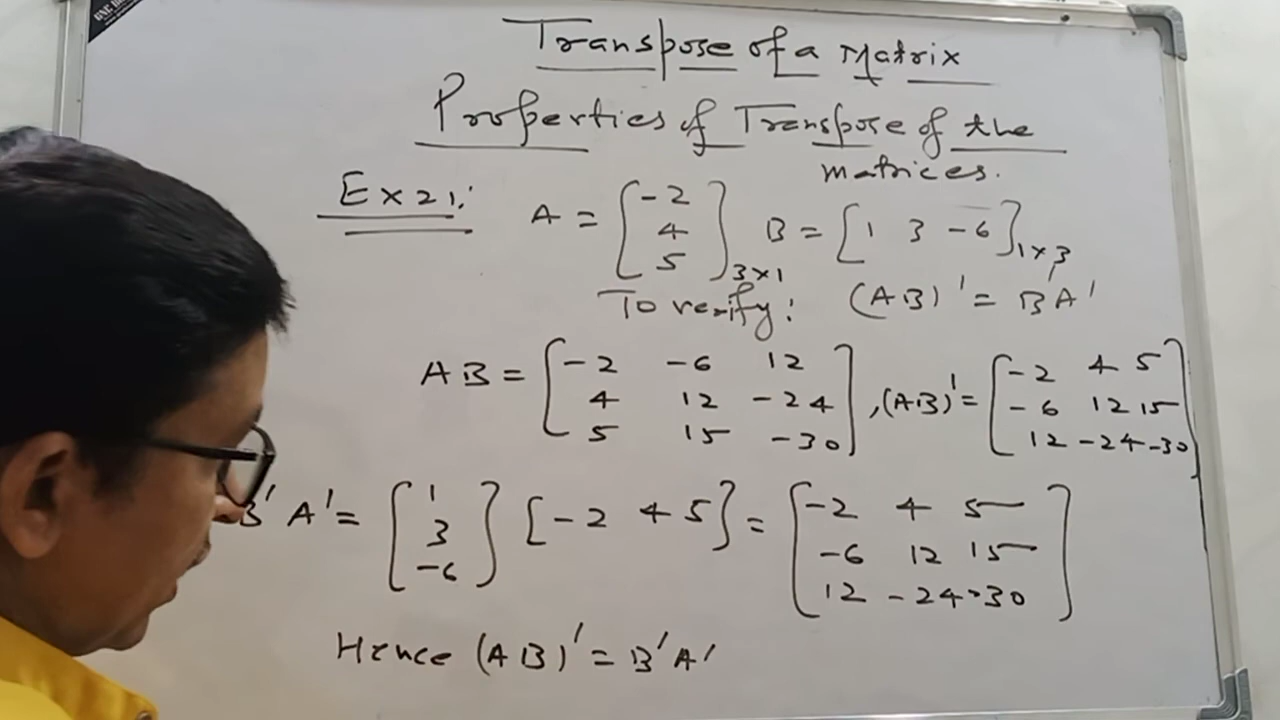 Transpose of a Matrix
Properties of Transpose of the
matrices.
Ex 21: A = [-2 4 5]3×1 B = [1 3 -6]1×3
To verify: (AB)' = B'A'
AB = [-2 -6 12 4 12 -24 5 15 -30], (AB)' = [-2 4 5 -6 12 15 12 -24 -30]
B'A' = [1 3 -6] [-2 4 5] = [-2 4 5 -6 12 15 12 -24 -30]
Hence (AB)' = B'A'